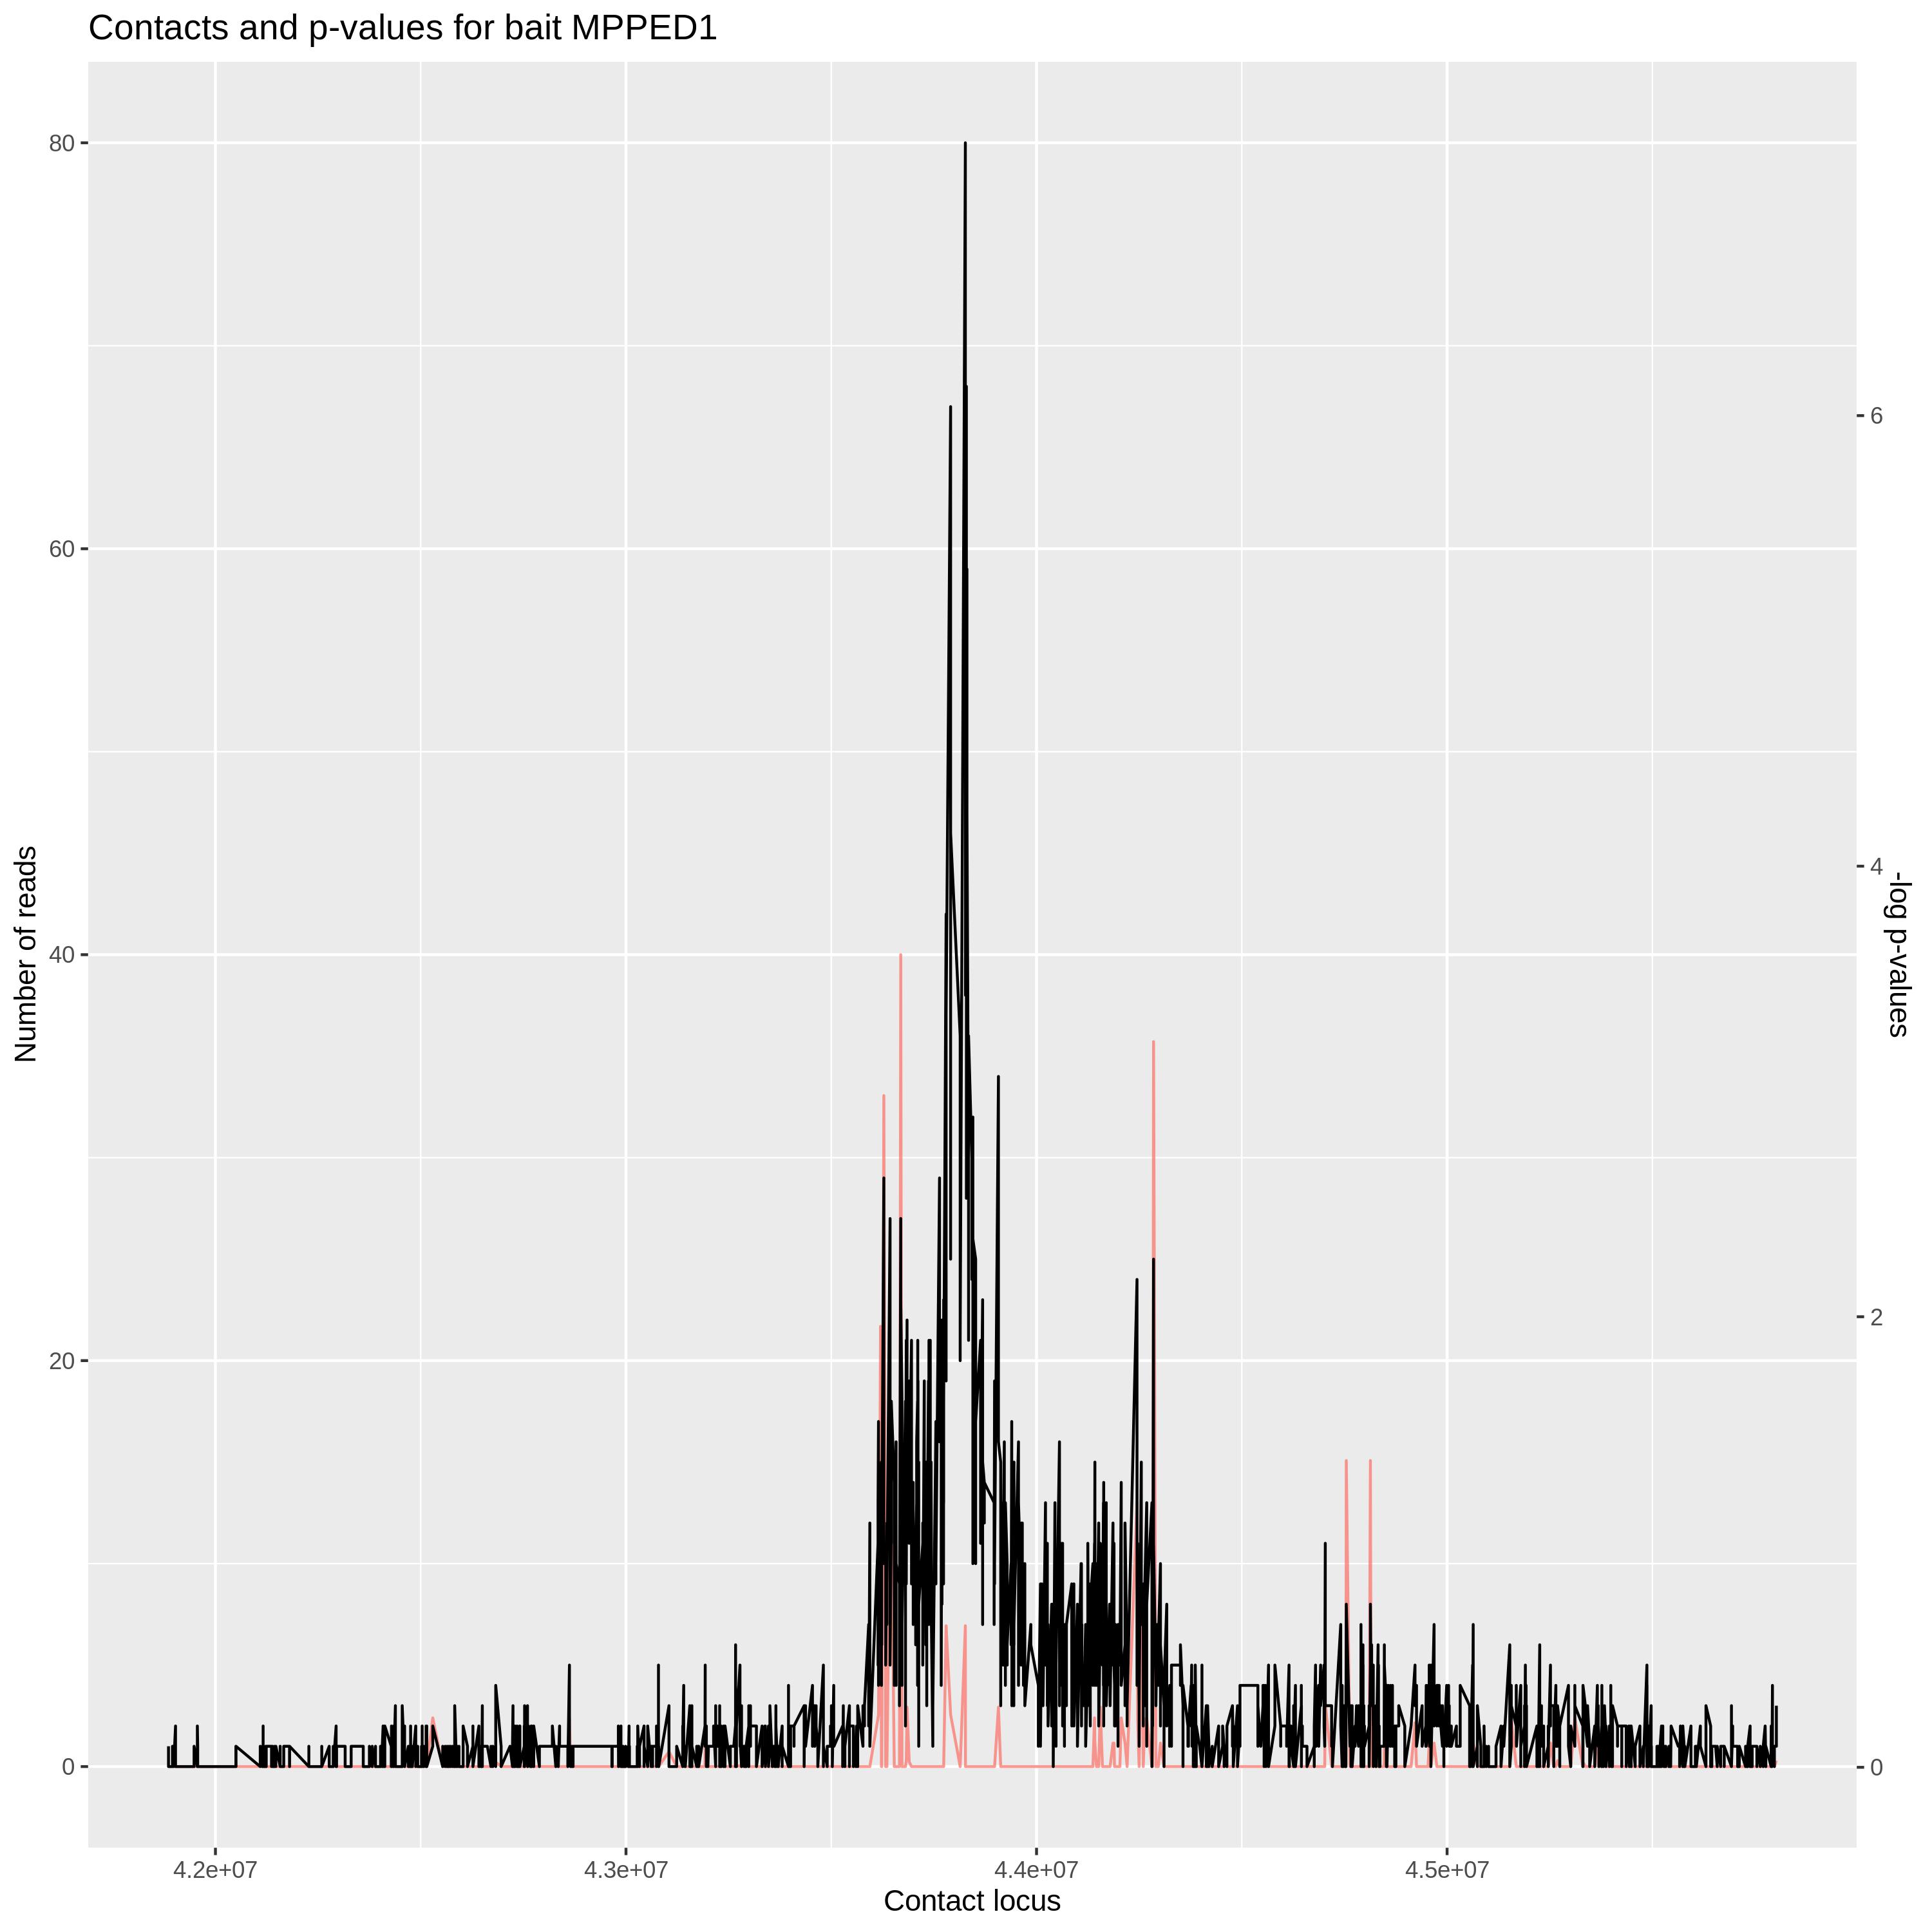 Contacts and p-values for bait MPPED1
80
60
40
20
0
Number of reads
6
4
2
0
-log p-values
4.2e+07
4.3e+07
4.4e+07
4.5e+07
Contact locus